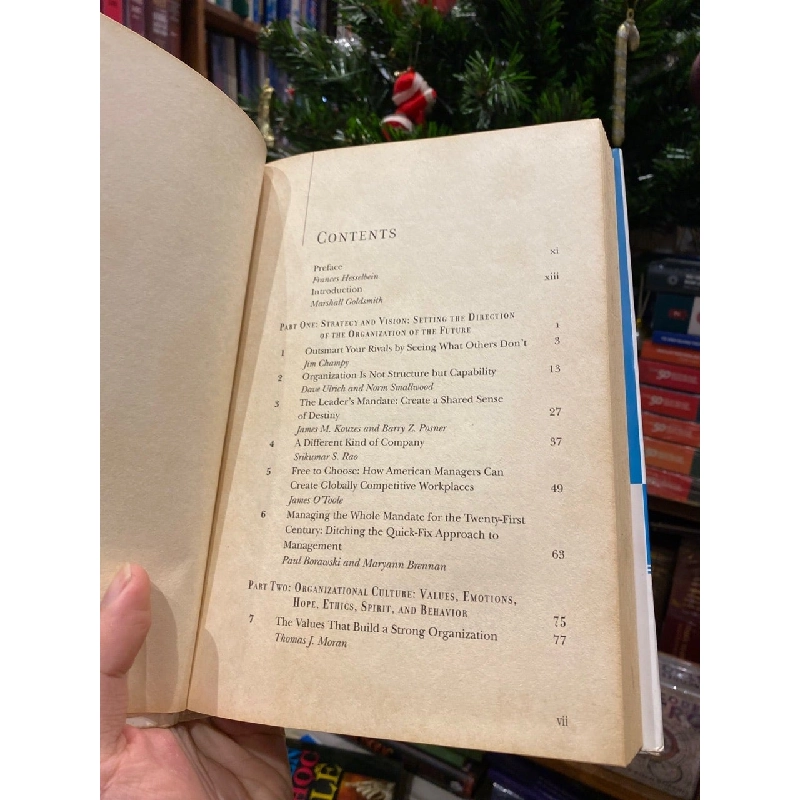 CONTENTS
Preface xi
Frances Hesselbein
Introduction xiii
Marshall Goldsmith
PART ONE: STRATEGY AND VISION: SETTING THE DIRECTION
OF THE ORGANIZATION OF THE FUTURE 1
1 Outsmart Your Rivals by Seeing What Others Don't 3
Jim Champy
2 Organization Is Not Structure but Capability 13
Dave Ulrich and Norm Smallwood
3 The Leader's Mandate: Create a Shared Sense
of Destiny 27
James M. Kouzes and Barry Z. Posner
4 A Different Kind of Company 37
Srikumar S. Rao
5 Free to Choose: How American Managers Can
Create Globally Competitive Workplaces 49
James O'Toole
6 Managing the Whole Mandate for the Twenty-First
Century: Ditching the Quick-Fix Approach to
Management 63
Paul Borawski and Maryann Brennan
PART TWO: ORGANIZATIONAL CULTURE: VALUES, EMOTIONS,
HOPE, ETHICS, SPIRIT, AND BEHAVIOR 75
7 The Values That Build a Strong Organization 77
Thomas J. Moran
vii